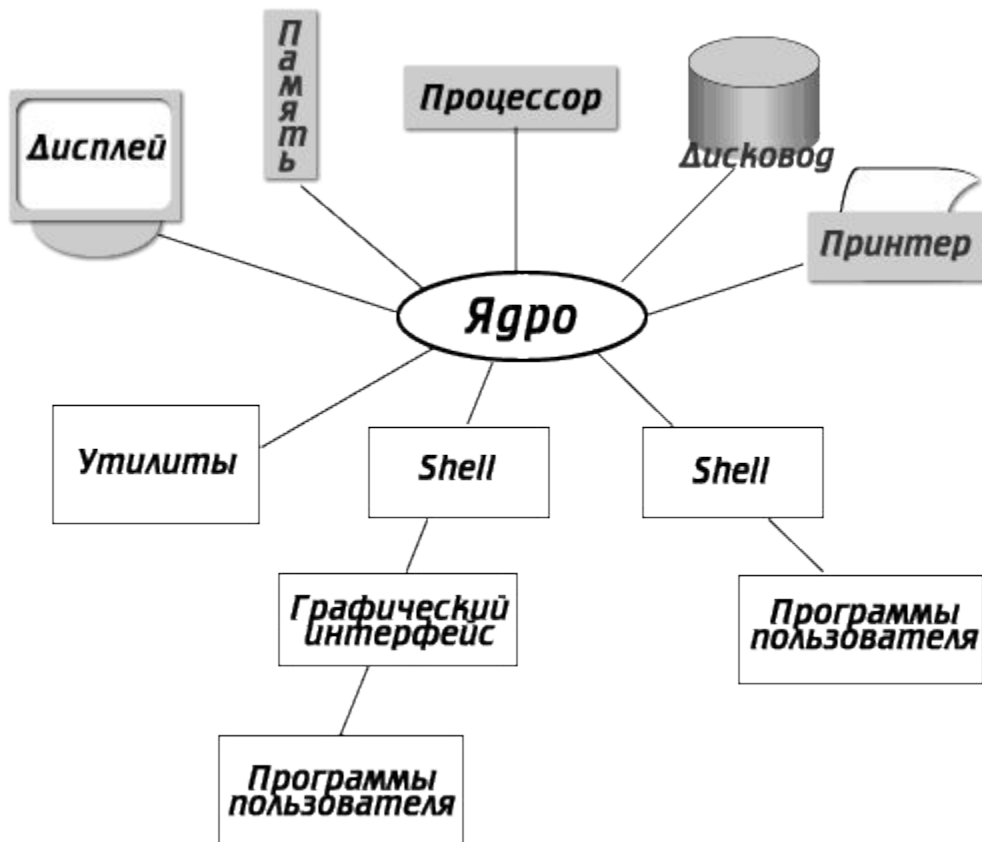 Память
Процессор
Дисплей
Дисковод
Принтер
Ядро
Утилиты
Shell
Shell
Графический
интерфейс
Программы
пользователя
Программы
пользователя